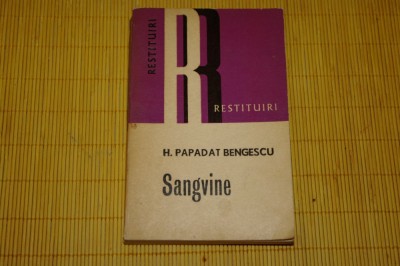 RESTITUIRI
R
RESTITUIRI
H. PAPADAT BENGESCU
Sangvine